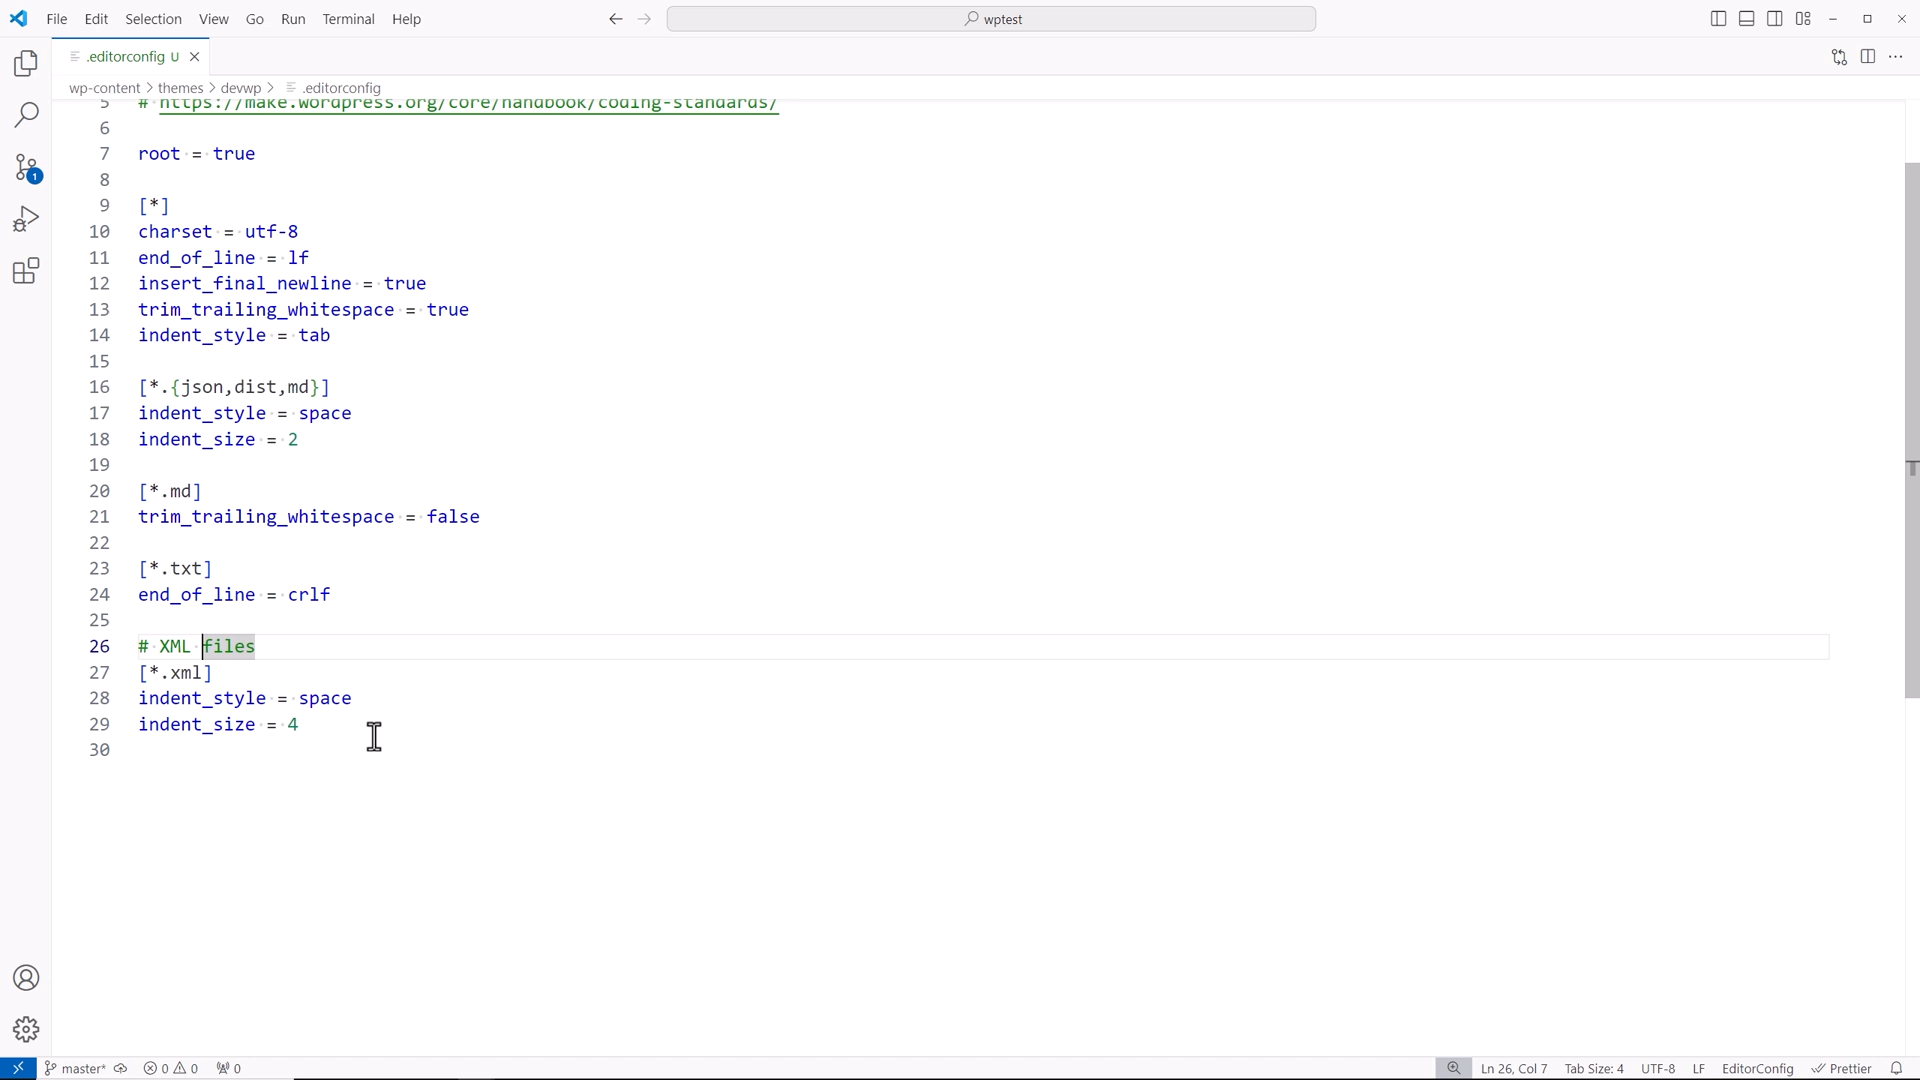 File Edit Selection View Go Run Terminal Help
wptest
.editorconfig U
wp-content > themes > devwp > .editorconfig
5 # https://make.wordpress.org/core/handbook/coding-standards/
6
7 root = true
8
9 [*]
10 charset = utf-8
11 end_of_line = lf
12 insert_final_newline = true
13 trim_trailing_whitespace = true
14 indent_style = tab
15
16 [*.{json,dist,md}]
17 indent_style = space
18 indent_size = 2
19
20 [*.md]
21 trim_trailing_whitespace = false
22
23 [*.txt]
24 end_of_line = crlf
25
26 # XML files
27 [*.xml]
28 indent_style = space
29 indent_size = 4
30
1
master* 0 0 0 Ln 26, Col 7 Tab Size: 4 UTF-8 LF EditorConfig Prettier